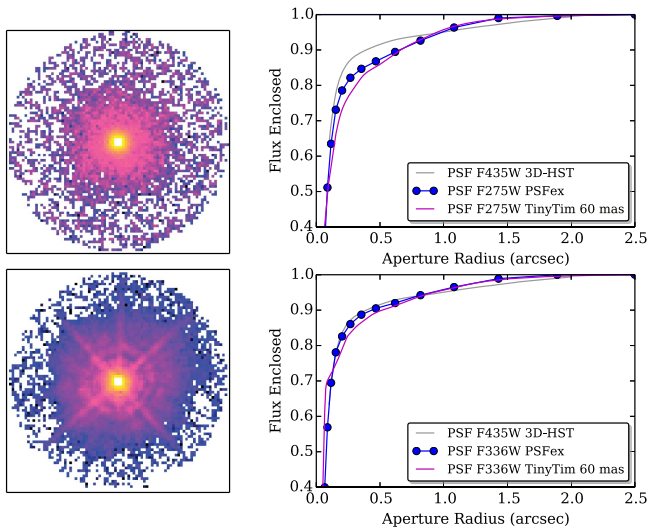 1.0
0.9
0.8
0.7
0.6
0.5
0.4
Flux Enclosed
PSF F435W 3D-HST
PSF F275W PSFex
PSF F275W TinyTim 60 mas
0.0 0.5 1.0 1.5 2.0 2.5
Aperture Radius (arcsec)
1.0
0.9
0.8
0.7
0.6
0.5
0.4
Flux Enclosed
PSF F435W 3D-HST
PSF F336W PSFex
PSF F336W TinyTim 60 mas
0.0 0.5 1.0 1.5 2.0 2.5
Aperture Radius (arcsec)